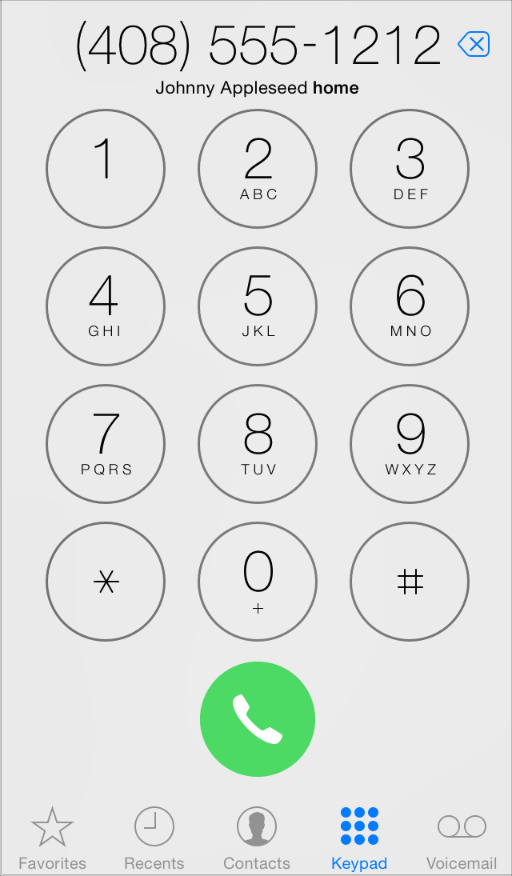 (408) 555-1212
Johnny Appleseed home
1 2 3
ABC DEF
4 5 6
GHI JKL MNO
7 8 9
PQRS TUV WXYZ
* 0 #
+
Favorites Recents Contacts Keypad Voicemail